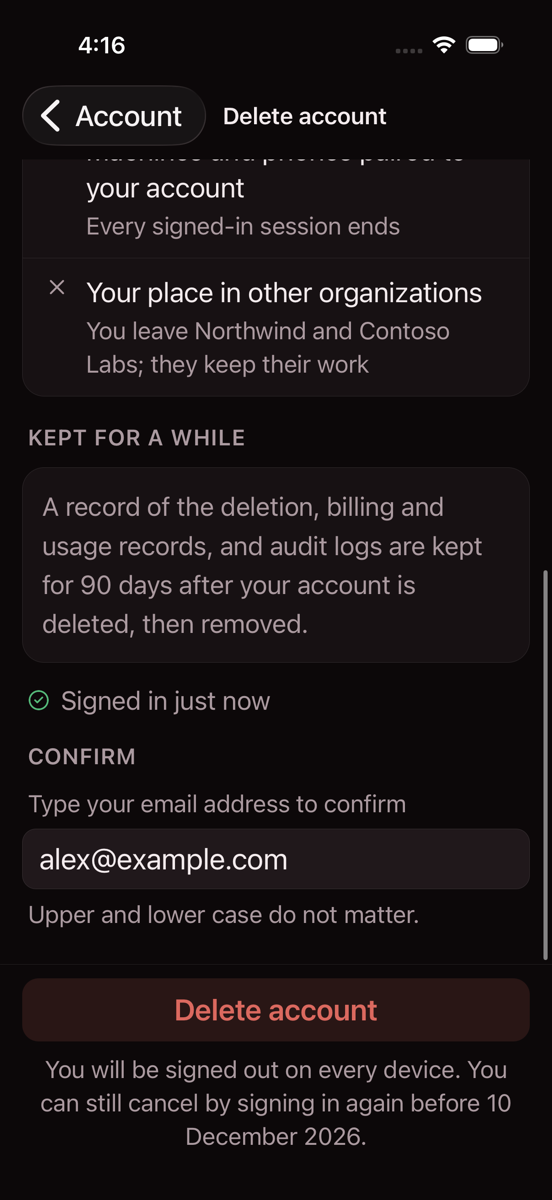 4:16
Account
Delete account
machines and phones paired to
your account
Every signed-in session ends
Your place in other organizations
You leave Northwind and Contoso
Labs; they keep their work
KEPT FOR A WHILE
A record of the deletion, billing and
usage records, and audit logs are kept
for 90 days after your account is
deleted, then removed.
Signed in just now
CONFIRM
Type your email address to confirm
alex@example.com
Upper and lower case do not matter.
Delete account
You will be signed out on every device. You
can still cancel by signing in again before 10
December 2026.